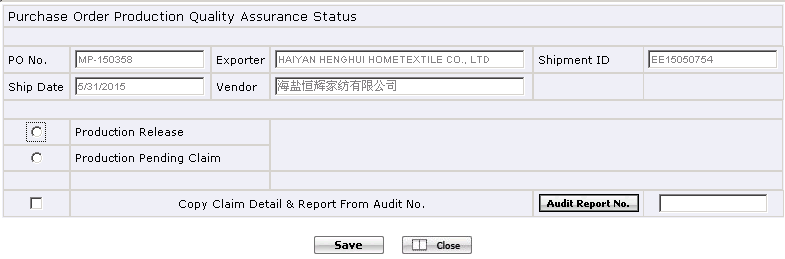 Purchase Order Production Quality Assurance Status
PO No. MP-150358 Exporter HAIYAN HENGHUI HOMETEXTILE CO., LTD Shipment ID EE15050754
Ship Date 5/31/2015 Vendor 海盐恒辉家纺有限公司
Production Release
Production Pending Claim
Copy Claim Detail & Report From Audit No. Audit Report No.
Save Close